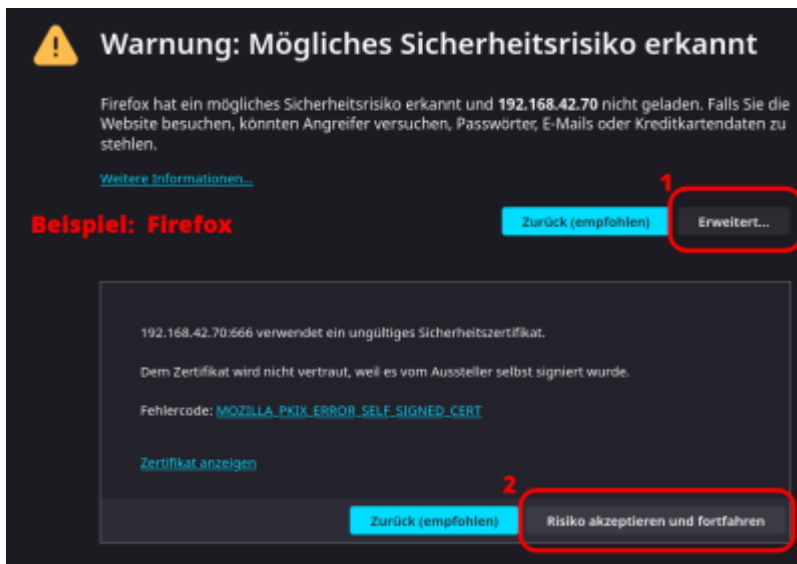 Warnung: Mögliches Sicherheitsrisiko erkannt
Firefox hat ein mögliches Sicherheitsrisiko erkannt und 192.168.42.70 nicht geladen. Falls Sie die
Website besuchen, könnten Angreifer versuchen, Passwörter, E-Mails oder Kreditkartendaten zu
stehlen.
Weitere Informationen...
1
Beispiel: Firefox
Zurück (empfohlen)
Erweitert...
192.168.42.70:666 verwendet ein ungültiges Sicherheitszertifikat.
Dem Zertifikat wird nicht vertraut, weil es vom Aussteller selbst signiert wurde.
Fehlercode: MOZILLA_PKIX_ERROR_SELF_SIGNED_CERT
Zertifikat anzeigen
2
Zurück (empfohlen)
Risiko akzeptieren und fortfahren